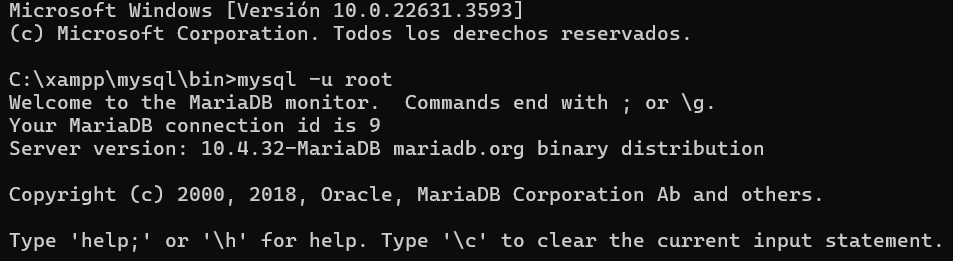 Microsoft Windows [Versión 10.0.22631.3593]
(c) Microsoft Corporation. Todos los derechos reservados.
C:\xampp\mysql\bin>mysql -u root
Welcome to the MariaDB monitor.  Commands end with ; or \g.
Your MariaDB connection id is 9
Server version: 10.4.32-MariaDB mariadb.org binary distribution
Copyright (c) 2000, 2018, Oracle, MariaDB Corporation Ab and others.
Type 'help;' or '\h' for help. Type '\c' to clear the current input statement.